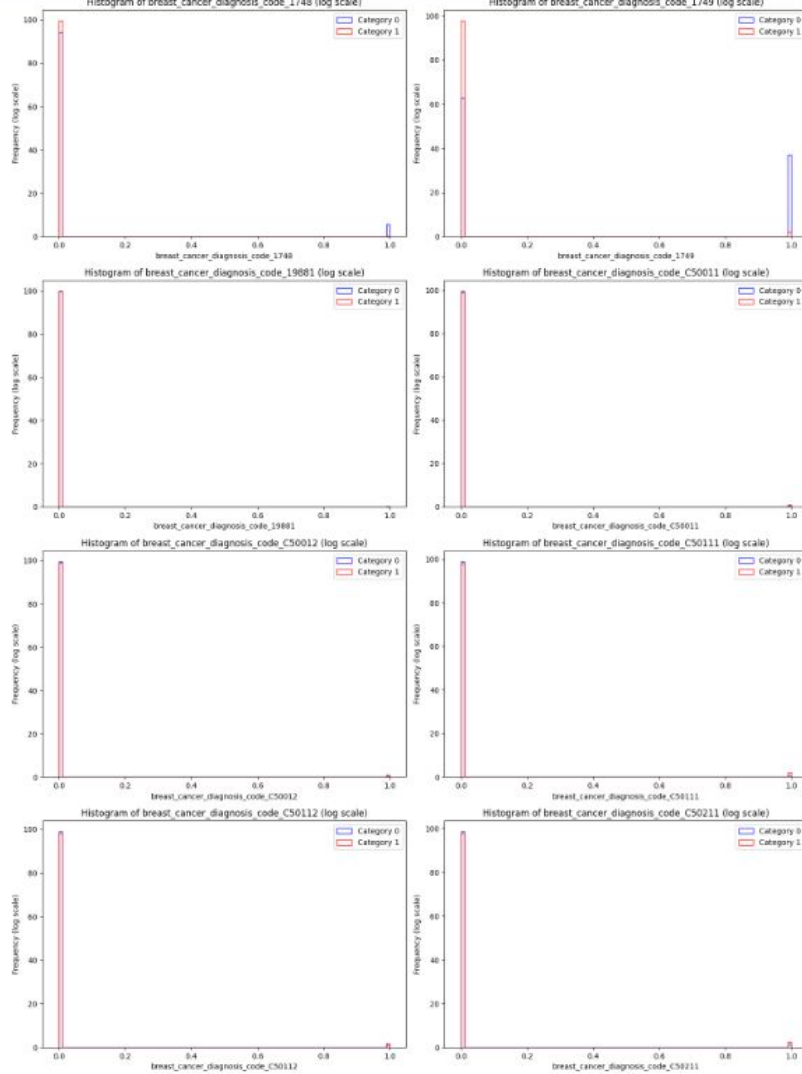 Histogram of breast_cancer_diagnosis_code_1748 (log scale)
Category 0
Category 1
100
80
60
40
20
0
Frequency (log scale)
0.0 0.2 0.4 0.6 0.8 1.0
breast_cancer_diagnosis_code_1748
Histogram of breast_cancer_diagnosis_code_1749 (log scale)
Category 0
Category 1
100
80
60
40
20
0
Frequency (log scale)
0.0 0.2 0.4 0.6 0.8 1.0
breast_cancer_diagnosis_code_1749
Histogram of breast_cancer_diagnosis_code_19881 (log scale)
Category 0
Category 1
100
80
60
40
20
0
Frequency (log scale)
0.0 0.2 0.4 0.6 0.8 1.0
breast_cancer_diagnosis_code_19881
Histogram of breast_cancer_diagnosis_code_C50011 (log scale)
Category 0
Category 1
100
80
60
40
20
0
Frequency (log scale)
0.0 0.2 0.4 0.6 0.8 1.0
breast_cancer_diagnosis_code_C50011
Histogram of breast_cancer_diagnosis_code_C50012 (log scale)
Category 0
Category 1
100
80
60
40
20
0
Frequency (log scale)
0.0 0.2 0.4 0.6 0.8 1.0
breast_cancer_diagnosis_code_C50012
Histogram of breast_cancer_diagnosis_code_C50111 (log scale)
Category 0
Category 1
100
80
60
40
20
0
Frequency (log scale)
0.0 0.2 0.4 0.6 0.8 1.0
breast_cancer_diagnosis_code_C50111
Histogram of breast_cancer_diagnosis_code_C50112 (log scale)
Category 0
Category 1
100
80
60
40
20
0
Frequency (log scale)
0.0 0.2 0.4 0.6 0.8 1.0
breast_cancer_diagnosis_code_C50112
Histogram of breast_cancer_diagnosis_code_C50211 (log scale)
Category 0
Category 1
100
80
60
40
20
0
Frequency (log scale)
0.0 0.2 0.4 0.6 0.8 1.0
breast_cancer_diagnosis_code_C50211